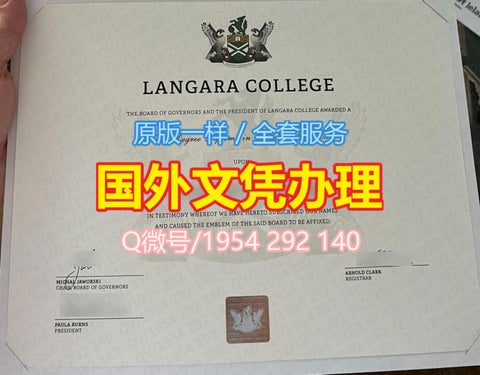 LANGARA COLLEGE
THE BOARD OF GOVERNORS AND THE PRESIDENT OF LANGARA COLLEGE AWARDED A
原版一样 / 全套服务
UPON
国外文凭办理
IN TESTIMONY WHEREOF WE HAVE HERETO SUBSCRIBED OUR NAMES
AND CAUSED THE EMBLEM OF THE SAID BOARD TO BE AFFIXED.
Q微号/1954 292 140
MICHAL JAWORSKI
CHAIR, BOARD OF GOVERNORS
ARNOLD CLARK
REGISTRAR
PAULA BURNS
PRESIDENT